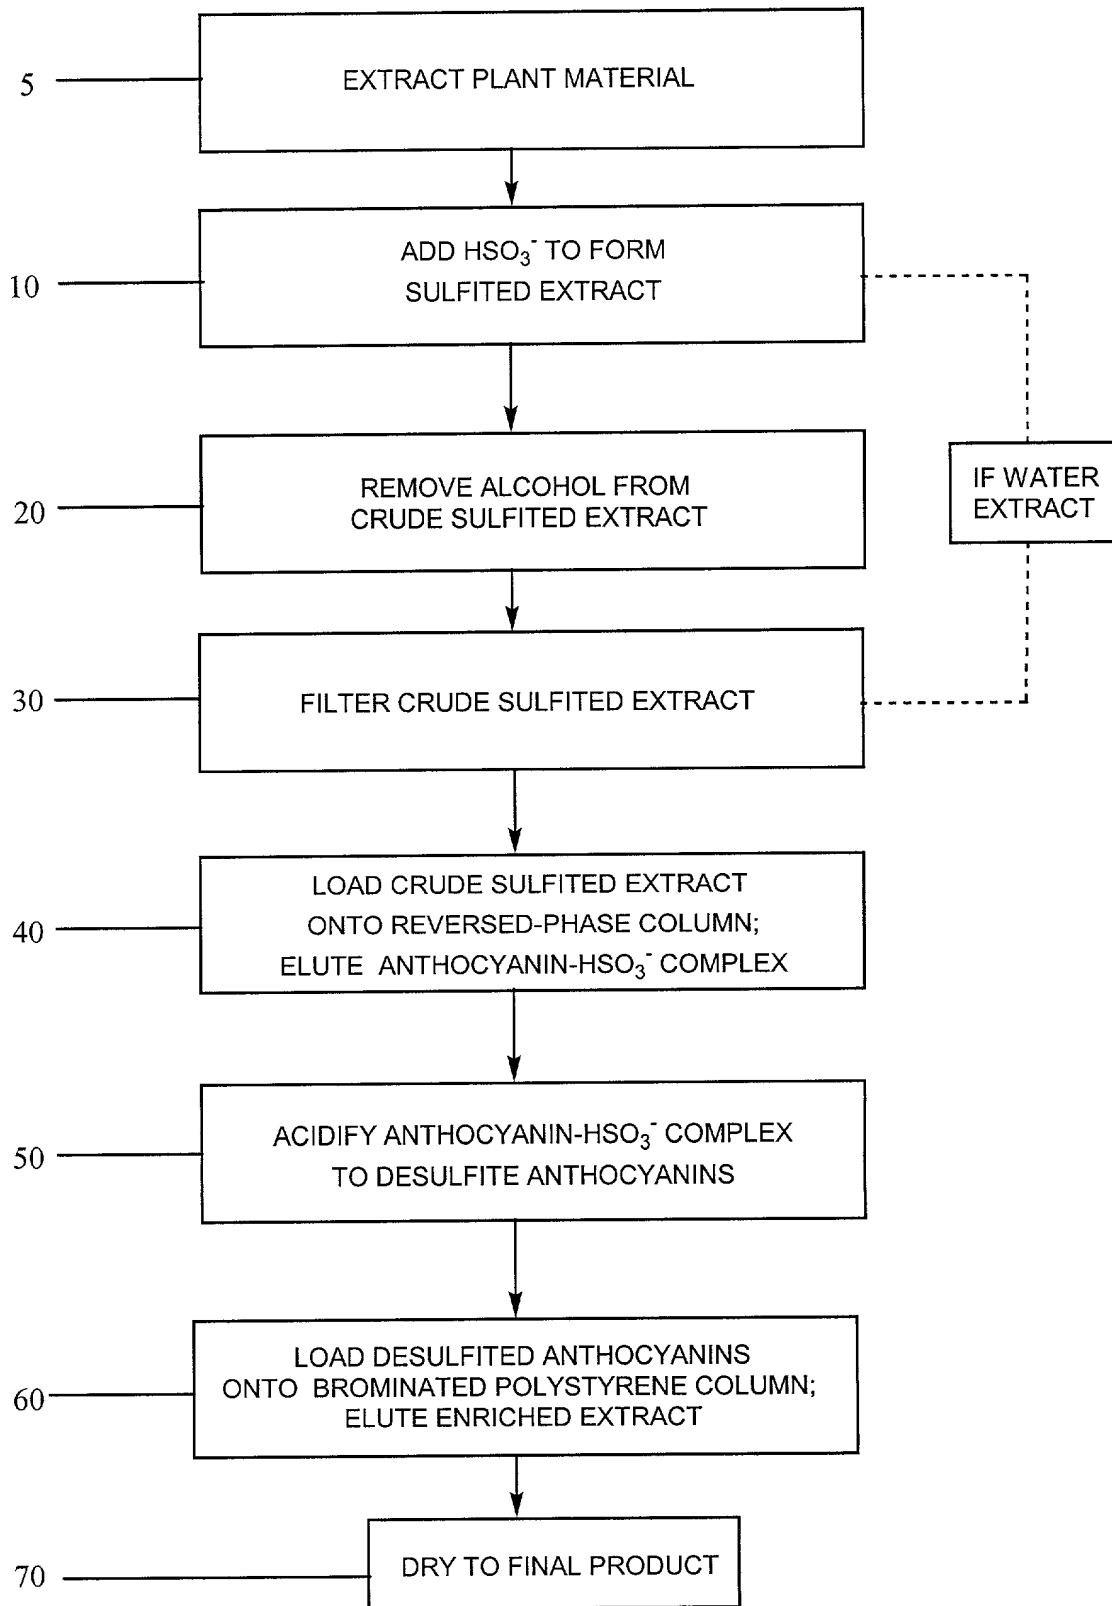 5
EXTRACT PLANT MATERIAL
10
ADD HSO₃⁻ TO FORM
SULFITED EXTRACT
20
REMOVE ALCOHOL FROM
CRUDE SULFITED EXTRACT
IF WATER
EXTRACT
30
FILTER CRUDE SULFITED EXTRACT
40
LOAD CRUDE SULFITED EXTRACT
ONTO REVERSED-PHASE COLUMN;
ELUTE ANTHOCYANIN-HSO₃⁻ COMPLEX
50
ACIDIFY ANTHOCYANIN-HSO₃⁻ COMPLEX
TO DESULFITE ANTHOCYANINS
60
LOAD DESULFITED ANTHOCYANINS
ONTO BROMINATED POLYSTYRENE COLUMN;
ELUTE ENRICHED EXTRACT
70
DRY TO FINAL PRODUCT